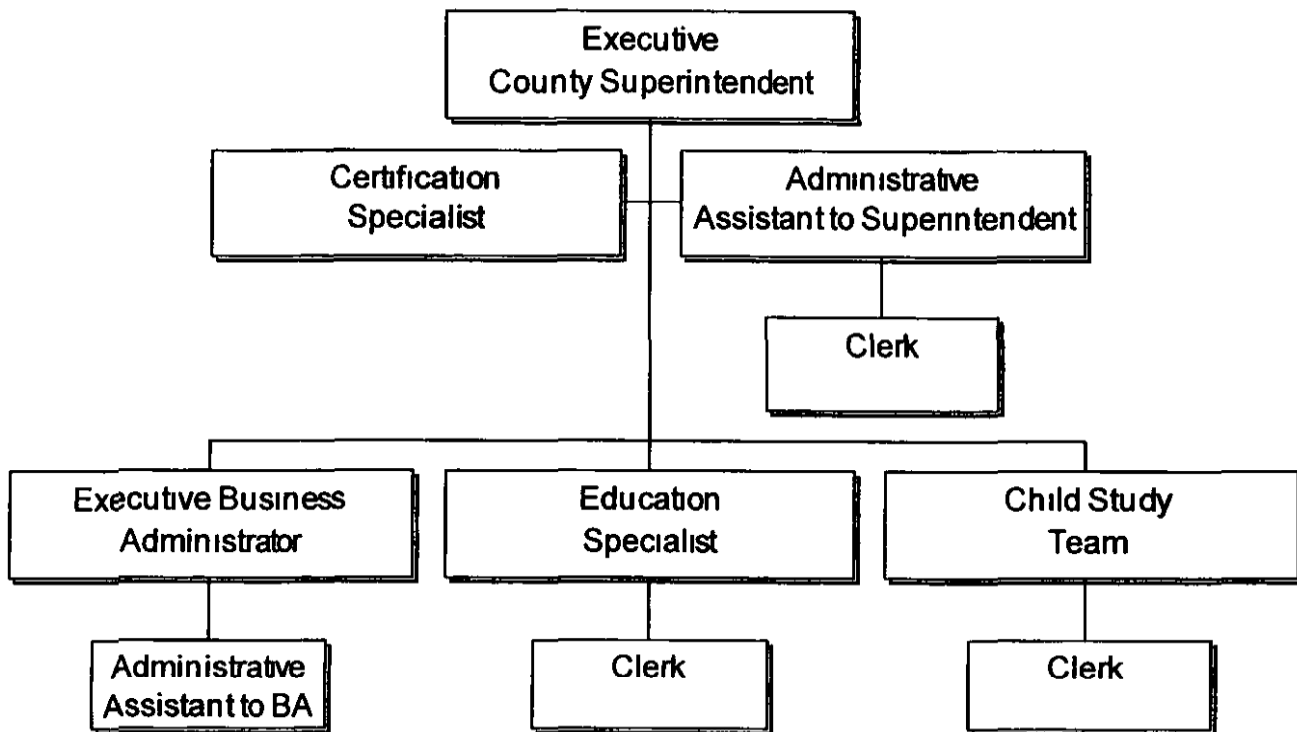 Executive
County Superintendent
Certification
Specialist
Administrative
Assistant to Superintendent
Clerk
Executive Business
Administrator
Education
Specialist
Child Study
Team
Administrative
Assistant to BA
Clerk
Clerk